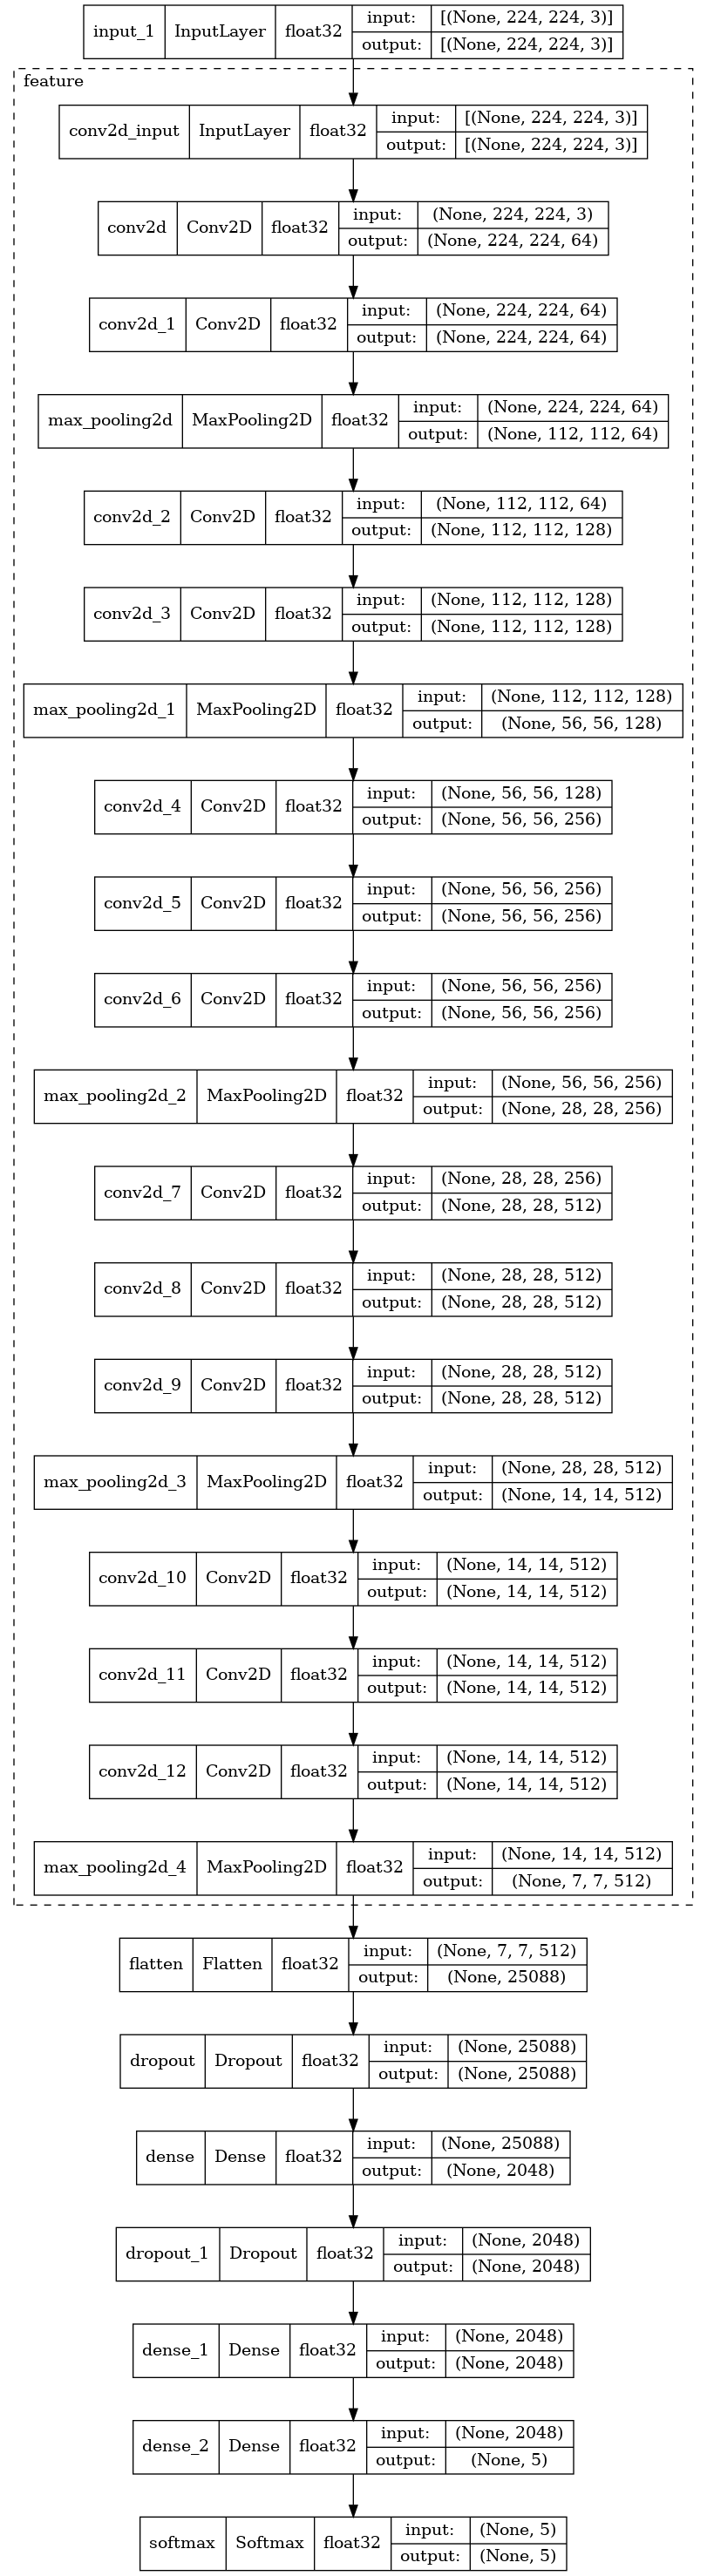 input_1 InputLayer float32 input: [(None, 224, 224, 3)]
output: [(None, 224, 224, 3)]
feature
conv2d_input InputLayer float32 input: [(None, 224, 224, 3)]
output: [(None, 224, 224, 3)]
conv2d Conv2D float32 input: (None, 224, 224, 3)
output: (None, 224, 224, 64)
conv2d_1 Conv2D float32 input: (None, 224, 224, 64)
output: (None, 224, 224, 64)
max_pooling2d MaxPooling2D float32 input: (None, 224, 224, 64)
output: (None, 112, 112, 64)
conv2d_2 Conv2D float32 input: (None, 112, 112, 64)
output: (None, 112, 112, 128)
conv2d_3 Conv2D float32 input: (None, 112, 112, 128)
output: (None, 112, 112, 128)
max_pooling2d_1 MaxPooling2D float32 input: (None, 112, 112, 128)
output: (None, 56, 56, 128)
conv2d_4 Conv2D float32 input: (None, 56, 56, 128)
output: (None, 56, 56, 256)
conv2d_5 Conv2D float32 input: (None, 56, 56, 256)
output: (None, 56, 56, 256)
conv2d_6 Conv2D float32 input: (None, 56, 56, 256)
output: (None, 56, 56, 256)
max_pooling2d_2 MaxPooling2D float32 input: (None, 56, 56, 256)
output: (None, 28, 28, 256)
conv2d_7 Conv2D float32 input: (None, 28, 28, 256)
output: (None, 28, 28, 512)
conv2d_8 Conv2D float32 input: (None, 28, 28, 512)
output: (None, 28, 28, 512)
conv2d_9 Conv2D float32 input: (None, 28, 28, 512)
output: (None, 28, 28, 512)
max_pooling2d_3 MaxPooling2D float32 input: (None, 28, 28, 512)
output: (None, 14, 14, 512)
conv2d_10 Conv2D float32 input: (None, 14, 14, 512)
output: (None, 14, 14, 512)
conv2d_11 Conv2D float32 input: (None, 14, 14, 512)
output: (None, 14, 14, 512)
conv2d_12 Conv2D float32 input: (None, 14, 14, 512)
output: (None, 14, 14, 512)
max_pooling2d_4 MaxPooling2D float32 input: (None, 14, 14, 512)
output: (None, 7, 7, 512)
flatten Flatten float32 input: (None, 7, 7, 512)
output: (None, 25088)
dropout Dropout float32 input: (None, 25088)
output: (None, 25088)
dense Dense float32 input: (None, 25088)
output: (None, 2048)
dropout_1 Dropout float32 input: (None, 2048)
output: (None, 2048)
dense_1 Dense float32 input: (None, 2048)
output: (None, 2048)
dense_2 Dense float32 input: (None, 2048)
output: (None, 5)
softmax Softmax float32 input: (None, 5)
output: (None, 5)